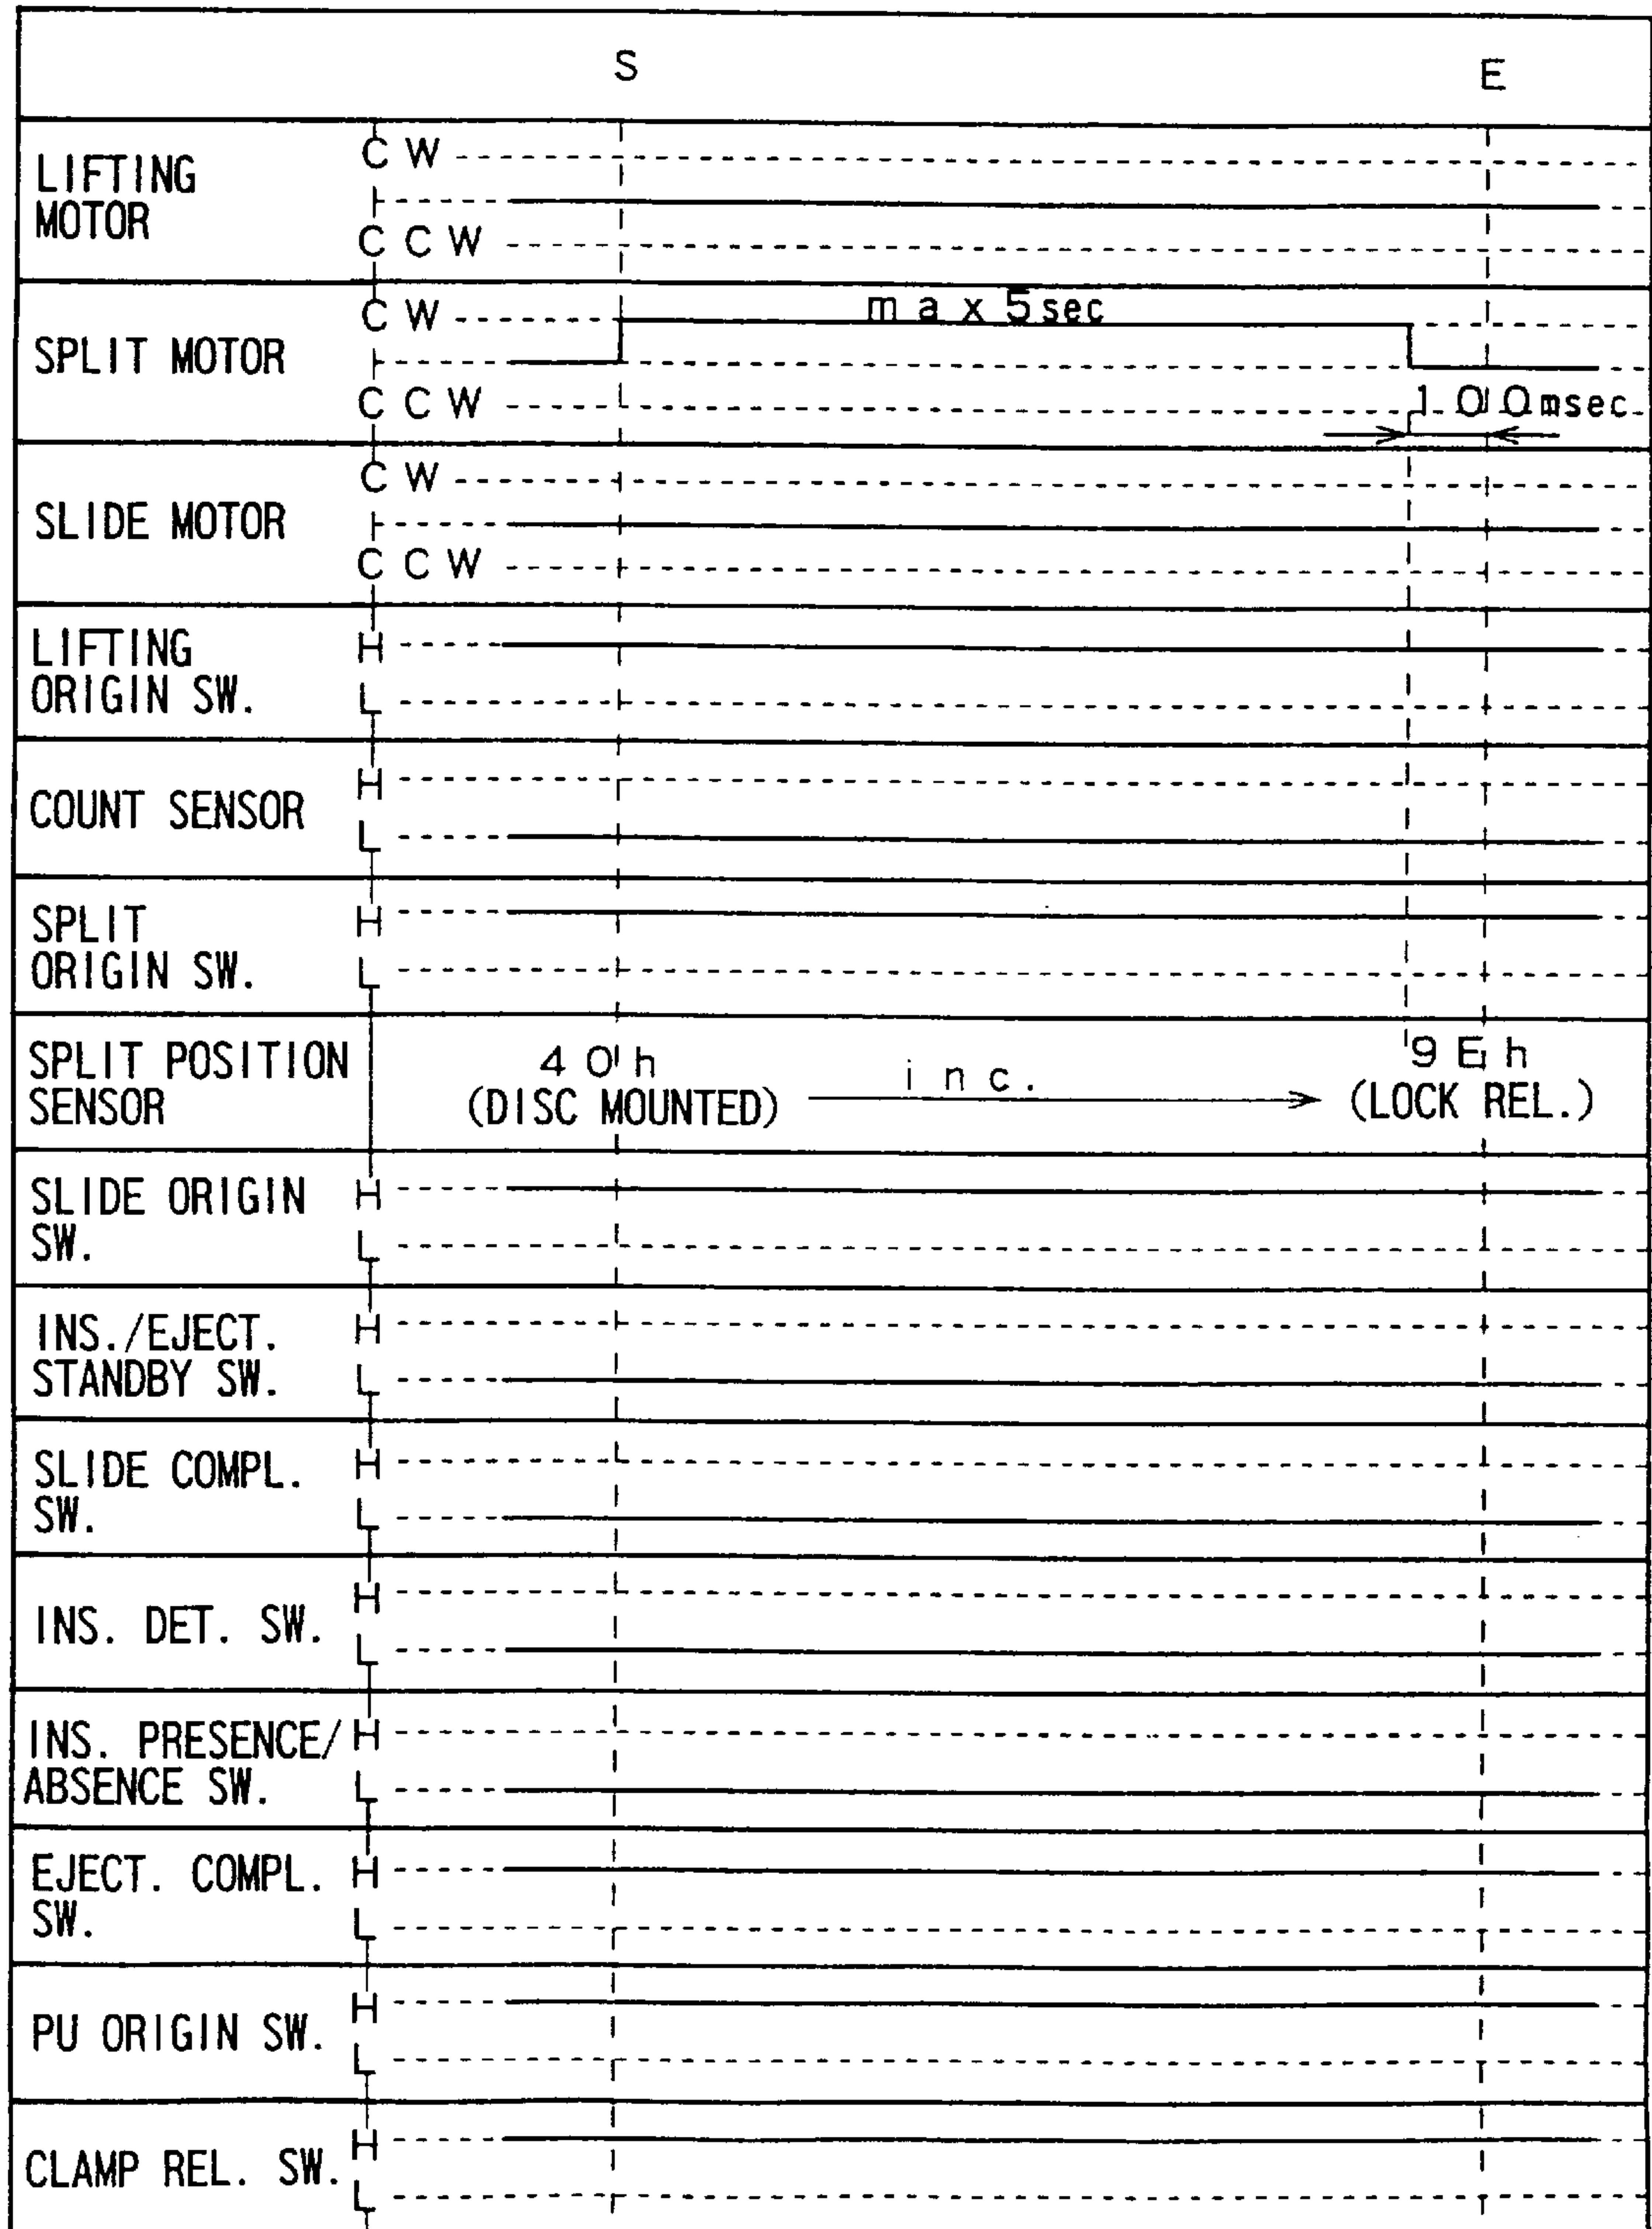 S E
LIFTING
MOTOR
CW
CCW
SPLIT MOTOR
CW
CCW
max 5sec
100msec
SLIDE MOTOR
CW
CCW
LIFTING
ORIGIN SW.
H
L
COUNT SENSOR
H
L
SPLIT
ORIGIN SW.
H
L
SPLIT POSITION
SENSOR
40h
(DISC MOUNTED)
inc.
9Eh
(LOCK REL.)
SLIDE ORIGIN
SW.
H
L
INS./EJECT.
STANDBY SW.
H
L
SLIDE COMPL.
SW.
H
L
INS. DET. SW.
H
L
INS. PRESENCE/
ABSENCE SW.
H
L
EJECT. COMPL.
SW.
H
L
PU ORIGIN SW.
H
L
CLAMP REL. SW.
H
L